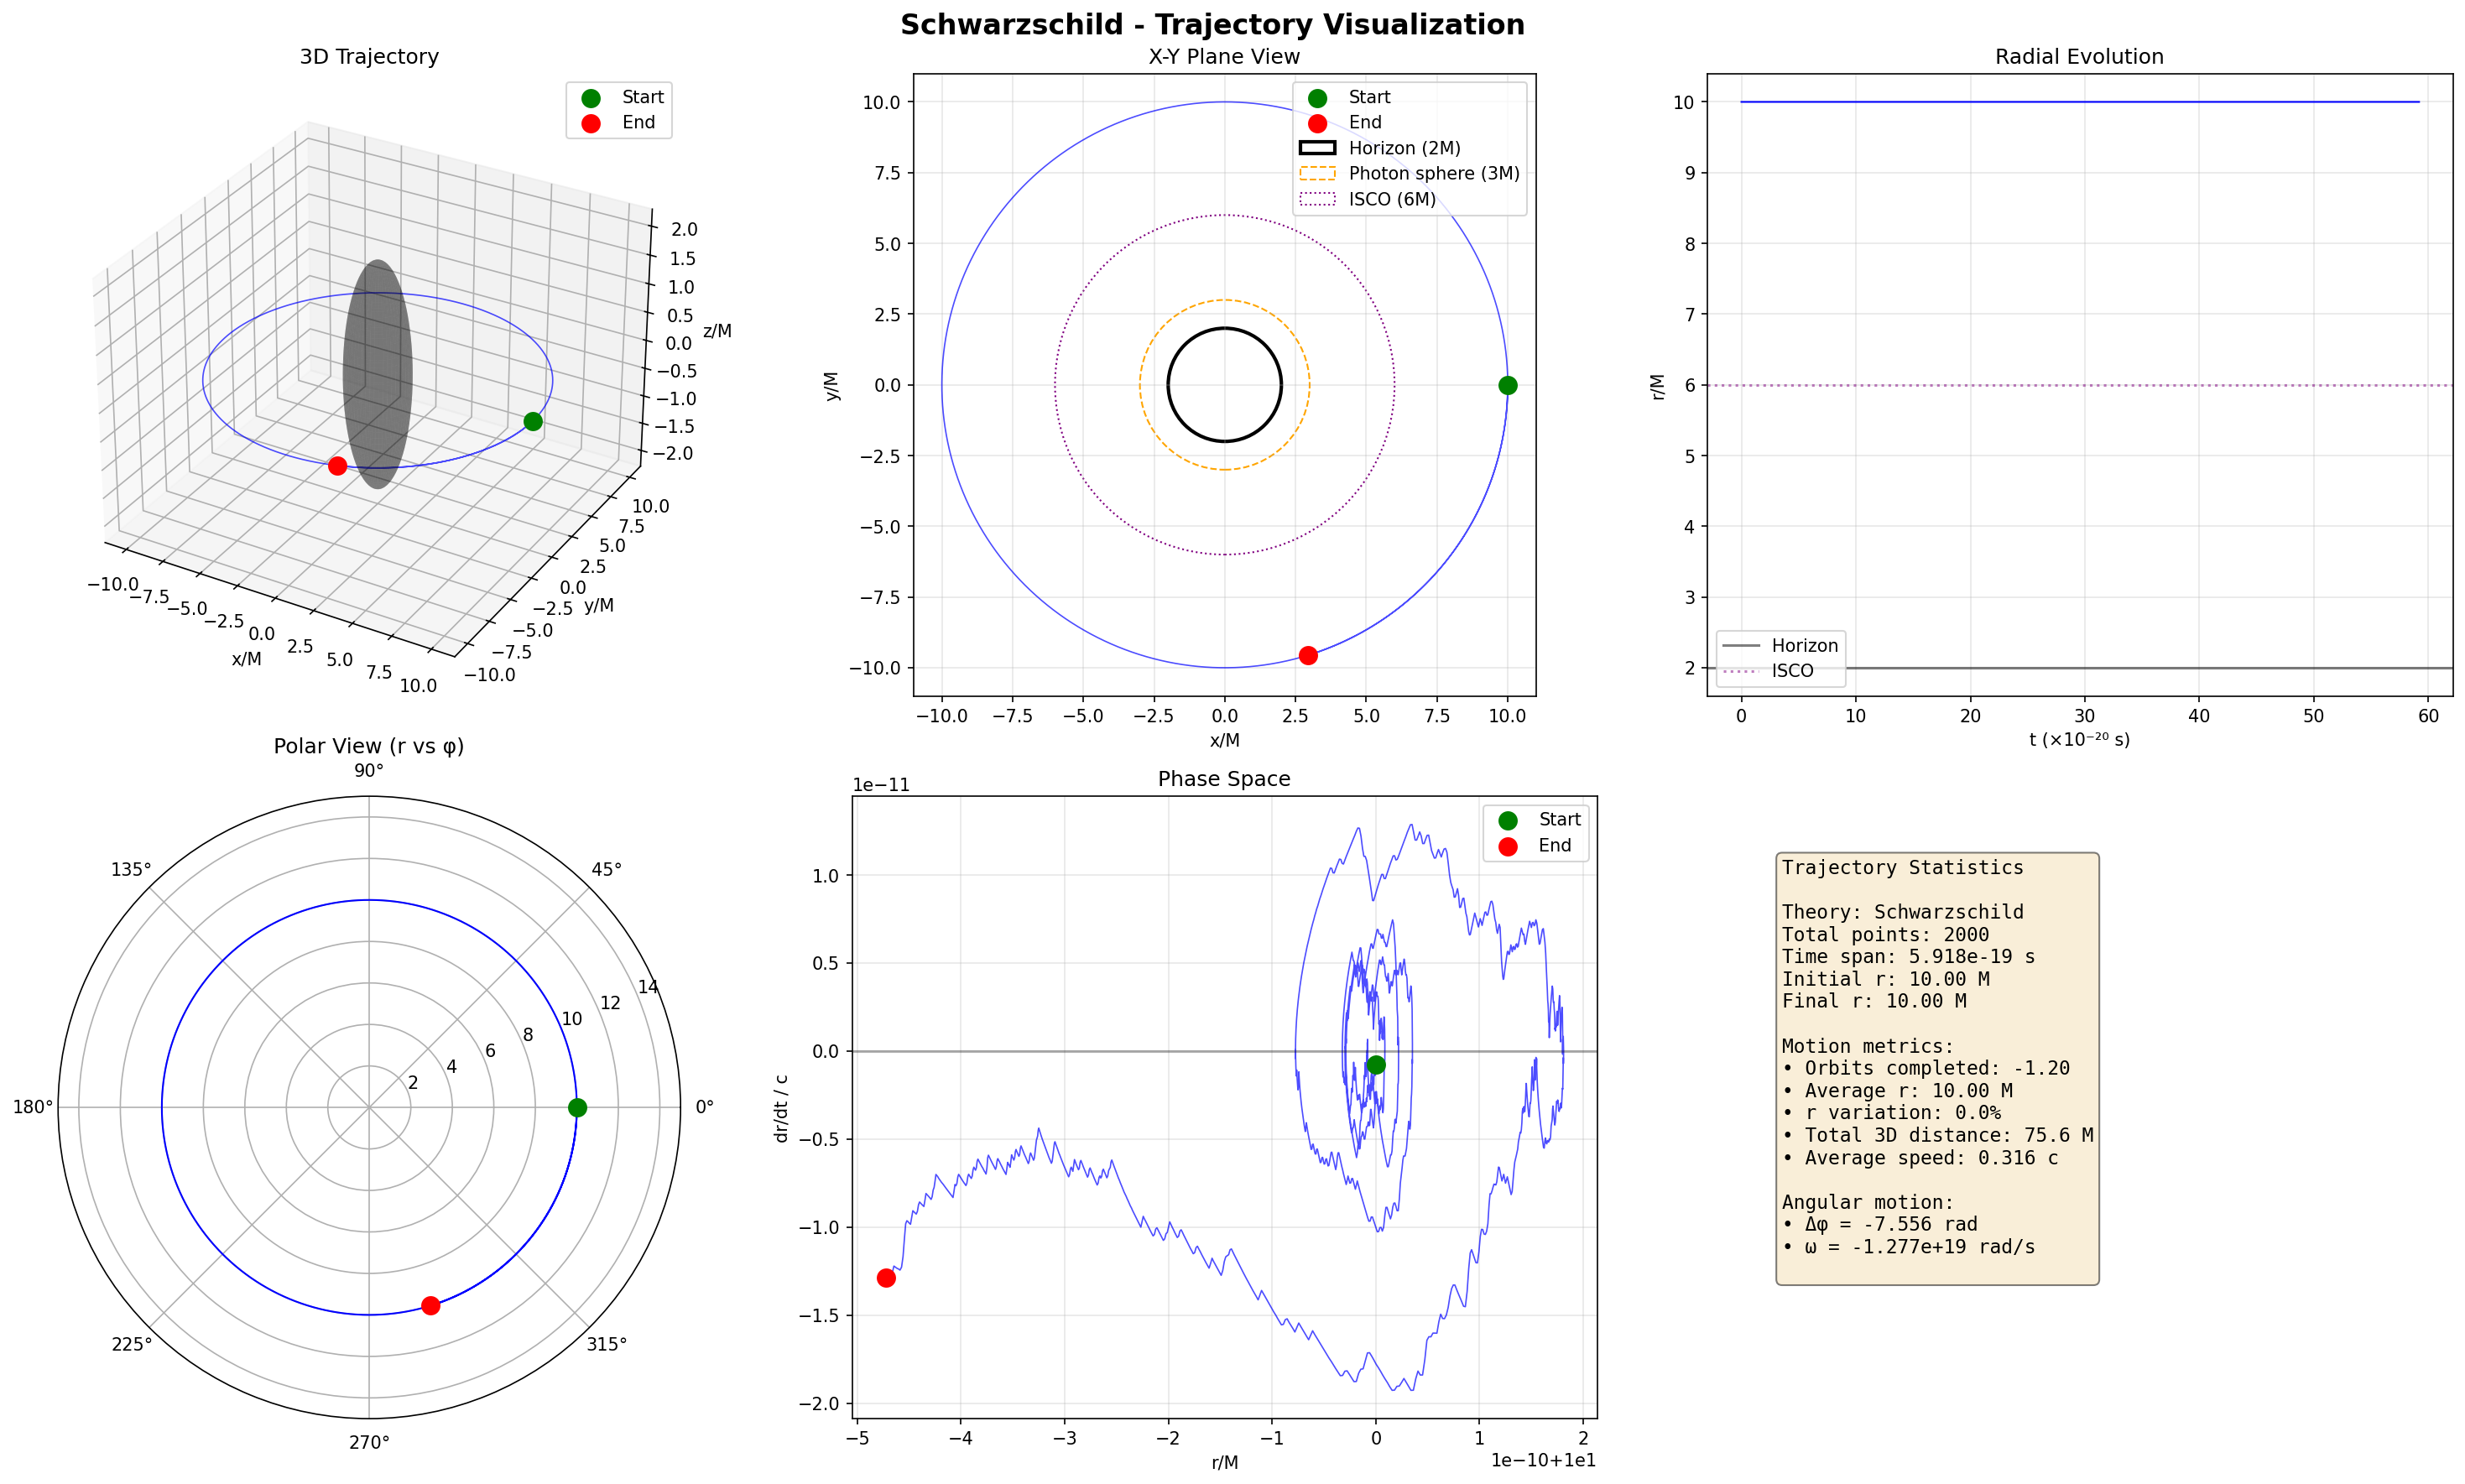 Schwarzschild - Trajectory Visualization
3D Trajectory
Start
End
2.0
1.5
1.0
0.5
0.0
−0.5
−1.0
−1.5
−2.0
z/M
10.0
7.5
5.0
2.5
0.0
−2.5
−5.0
−7.5
−10.0
y/M
−10.0
−7.5
−5.0
−2.5
0.0
2.5
5.0
7.5
10.0
x/M
X-Y Plane View
Start
End
Horizon (2M)
Photon sphere (3M)
ISCO (6M)
10.0
7.5
5.0
2.5
0.0
−2.5
−5.0
−7.5
−10.0
y/M
−10.0 −7.5 −5.0 −2.5 0.0 2.5 5.0 7.5 10.0
x/M
Radial Evolution
10
9
8
7
6
5
4
3
2
r/M
Horizon
ISCO
0 10 20 30 40 50 60
t (×10⁻²⁰ s)
Polar View (r vs φ)
90°
135°
45°
180°
0°
225°
315°
270°
2
4
6
8
10
12
14
Phase Space
1e−11
Start
End
1.0
0.5
0.0
−0.5
−1.0
−1.5
−2.0
dr/dt / c
−5 −4 −3 −2 −1 0 1 2
1e−10+1e1
r/M
Trajectory Statistics
Theory: Schwarzschild
Total points: 2000
Time span: 5.918e-19 s
Initial r: 10.00 M
Final r: 10.00 M
Motion metrics:
• Orbits completed: -1.20
• Average r: 10.00 M
• r variation: 0.0%
• Total 3D distance: 75.6 M
• Average speed: 0.316 c
Angular motion:
• Δφ = -7.556 rad
• ω = -1.277e+19 rad/s